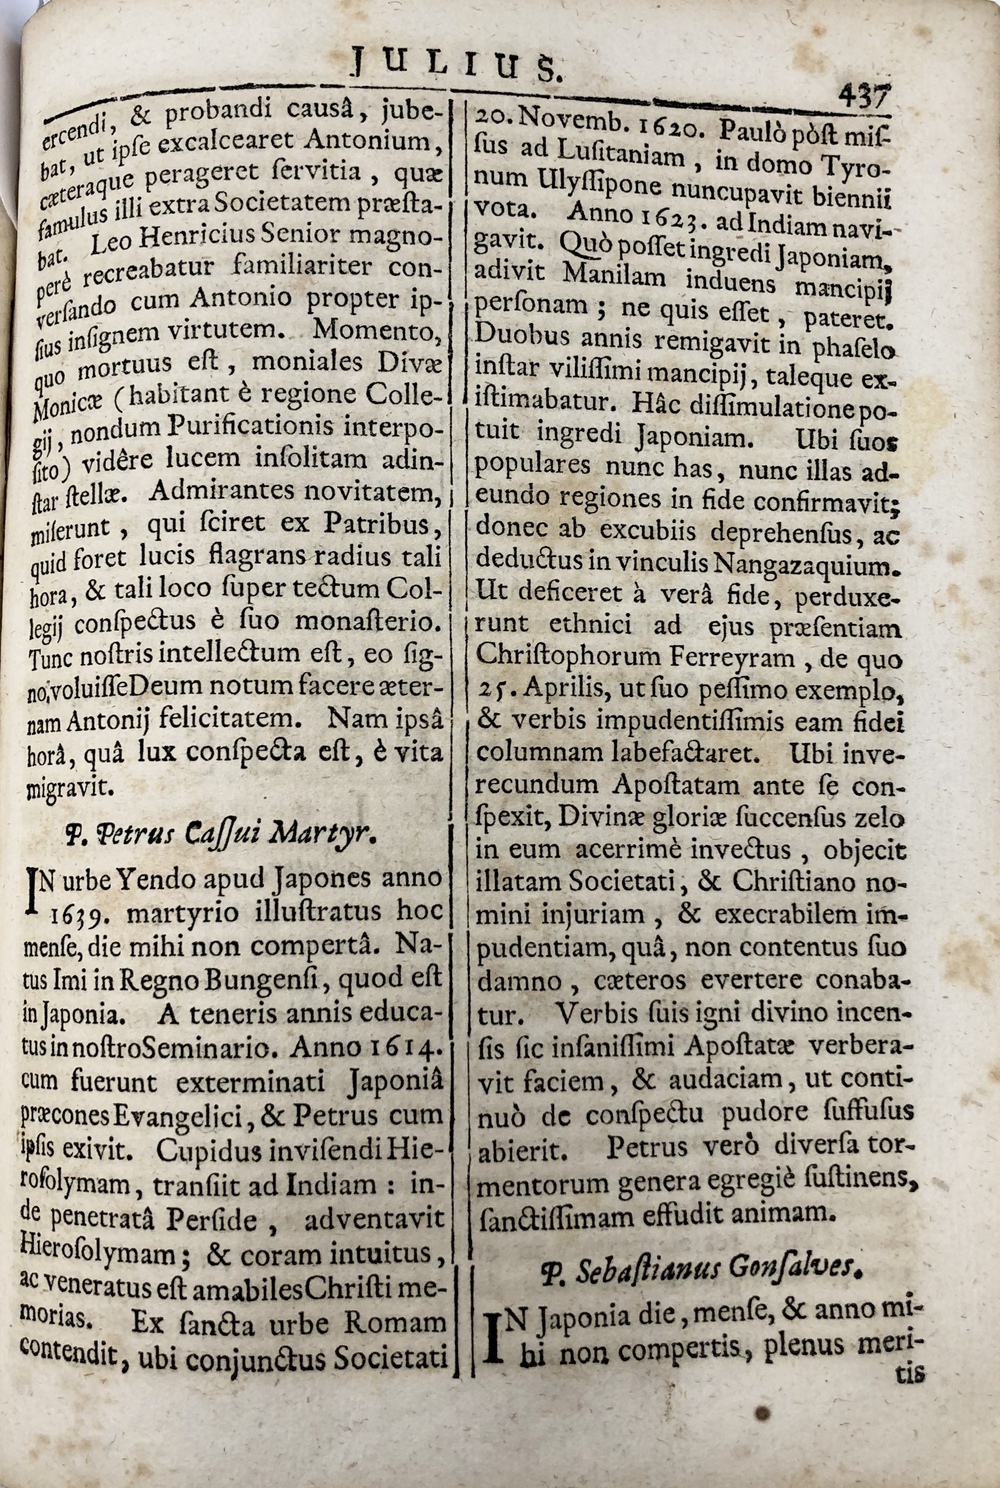 JULIUS.
437
ercendi, & probandi causâ, jube-
bat, ut ipſe excalcearet Antonium,
cæteraque perageret ſervitia, quæ
famulus illi extra Societatem præſta-
bat. Leo Henricius Senior magno-
perè recreabatur familiariter con-
verſando cum Antonio propter ip-
ſius inſignem virtutem. Momento,
quo mortuus eſt, moniales Divæ
Monicæ (habitant è regione Colle-
gij, nondum Purificationis interpo-
ſito) vidêre lucem inſolitam adin-
ſtar ſtellæ. Admirantes novitatem,
miſerunt, qui ſciret ex Patribus,
quid foret lucis flagrans radius tali
hora, & tali loco ſuper tectum Col-
legij conſpectus è ſuo monaſterio.
Tunc noſtris intellectum eſt, eo ſig-
no, voluiſſe Deum notum facere æter-
nam Antonij felicitatem. Nam ipsâ
horâ, quâ lux conſpecta eſt, è vita
migravit.
P. Petrus Caſſui Martyr.
IN urbe Yendo apud Japones anno
1639. martyrio illuſtratus hoc
menſe, die mihi non compertâ. Na-
tus Imi in Regno Bungenſi, quod eſt
in Japonia. A teneris annis educa-
tus in noſtro Seminario. Anno 1614.
cum fuerunt exterminati Japoniâ
præcones Evangelici, & Petrus cum
ipſis exivit. Cupidus inviſendi Hie-
roſolymam, tranſiit ad Indiam: in-
de penetratâ Perſide, adventavit
Hieroſolymam; & coram intuitus,
ac veneratus eſt amabiles Chriſti me-
morias. Ex ſancta urbe Romam
contendit, ubi conjunctus Societati
20. Novemb. 1620. Paulò pòſt miſ-
ſus ad Luſitaniam, in domo Tyro-
num Ulyſſipone nuncupavit biennii
vota. Anno 1623. ad Indiam navi-
gavit. Quò poſſet ingredi Japoniam,
adivit Manilam induens mancipij
perſonam; ne quis eſſet, pateret.
Duobus annis remigavit in phaſelo
inſtar viliſſimi mancipij, taleque ex-
iſtimabatur. Hâc diſſimulatione po-
tuit ingredi Japoniam. Ubi ſuos
populares nunc has, nunc illas ad-
eundo regiones in fide confirmavit;
donec ab excubiis deprehenſus, ac
deductus in vinculis Nangazaquium.
Ut deficeret à verâ fide, perduxe-
runt ethnici ad ejus præſentiam
Chriſtophorum Ferreyram, de quo
25. Aprilis, ut ſuo peſſimo exemplo,
& verbis impudentiſſimis eam fidei
columnam labefactaret. Ubi inve-
recundum Apoſtatam ante ſe con-
ſpexit, Divinæ gloriæ ſuccenſus zelo
in eum acerrimè invectus, objecit
illatam Societati, & Chriſtiano no-
mini injuriam, & execrabilem im-
pudentiam, quâ, non contentus ſuo
damno, cæteros evertere conaba-
tur. Verbis ſuis igni divino incen-
ſis ſic inſaniſſimi Apoſtatæ verbera-
vit faciem, & audaciam, ut conti-
nuò de conſpectu pudore ſuffuſus
abierit. Petrus verò diverſa tor-
mentorum genera egregiè ſuſtinens,
ſanctiſſimam effudit animam.
P. Sebaſtianus Gonſalves.
IN Japonia die, menſe, & anno mi-
hi non compertis, plenus meri-
tis